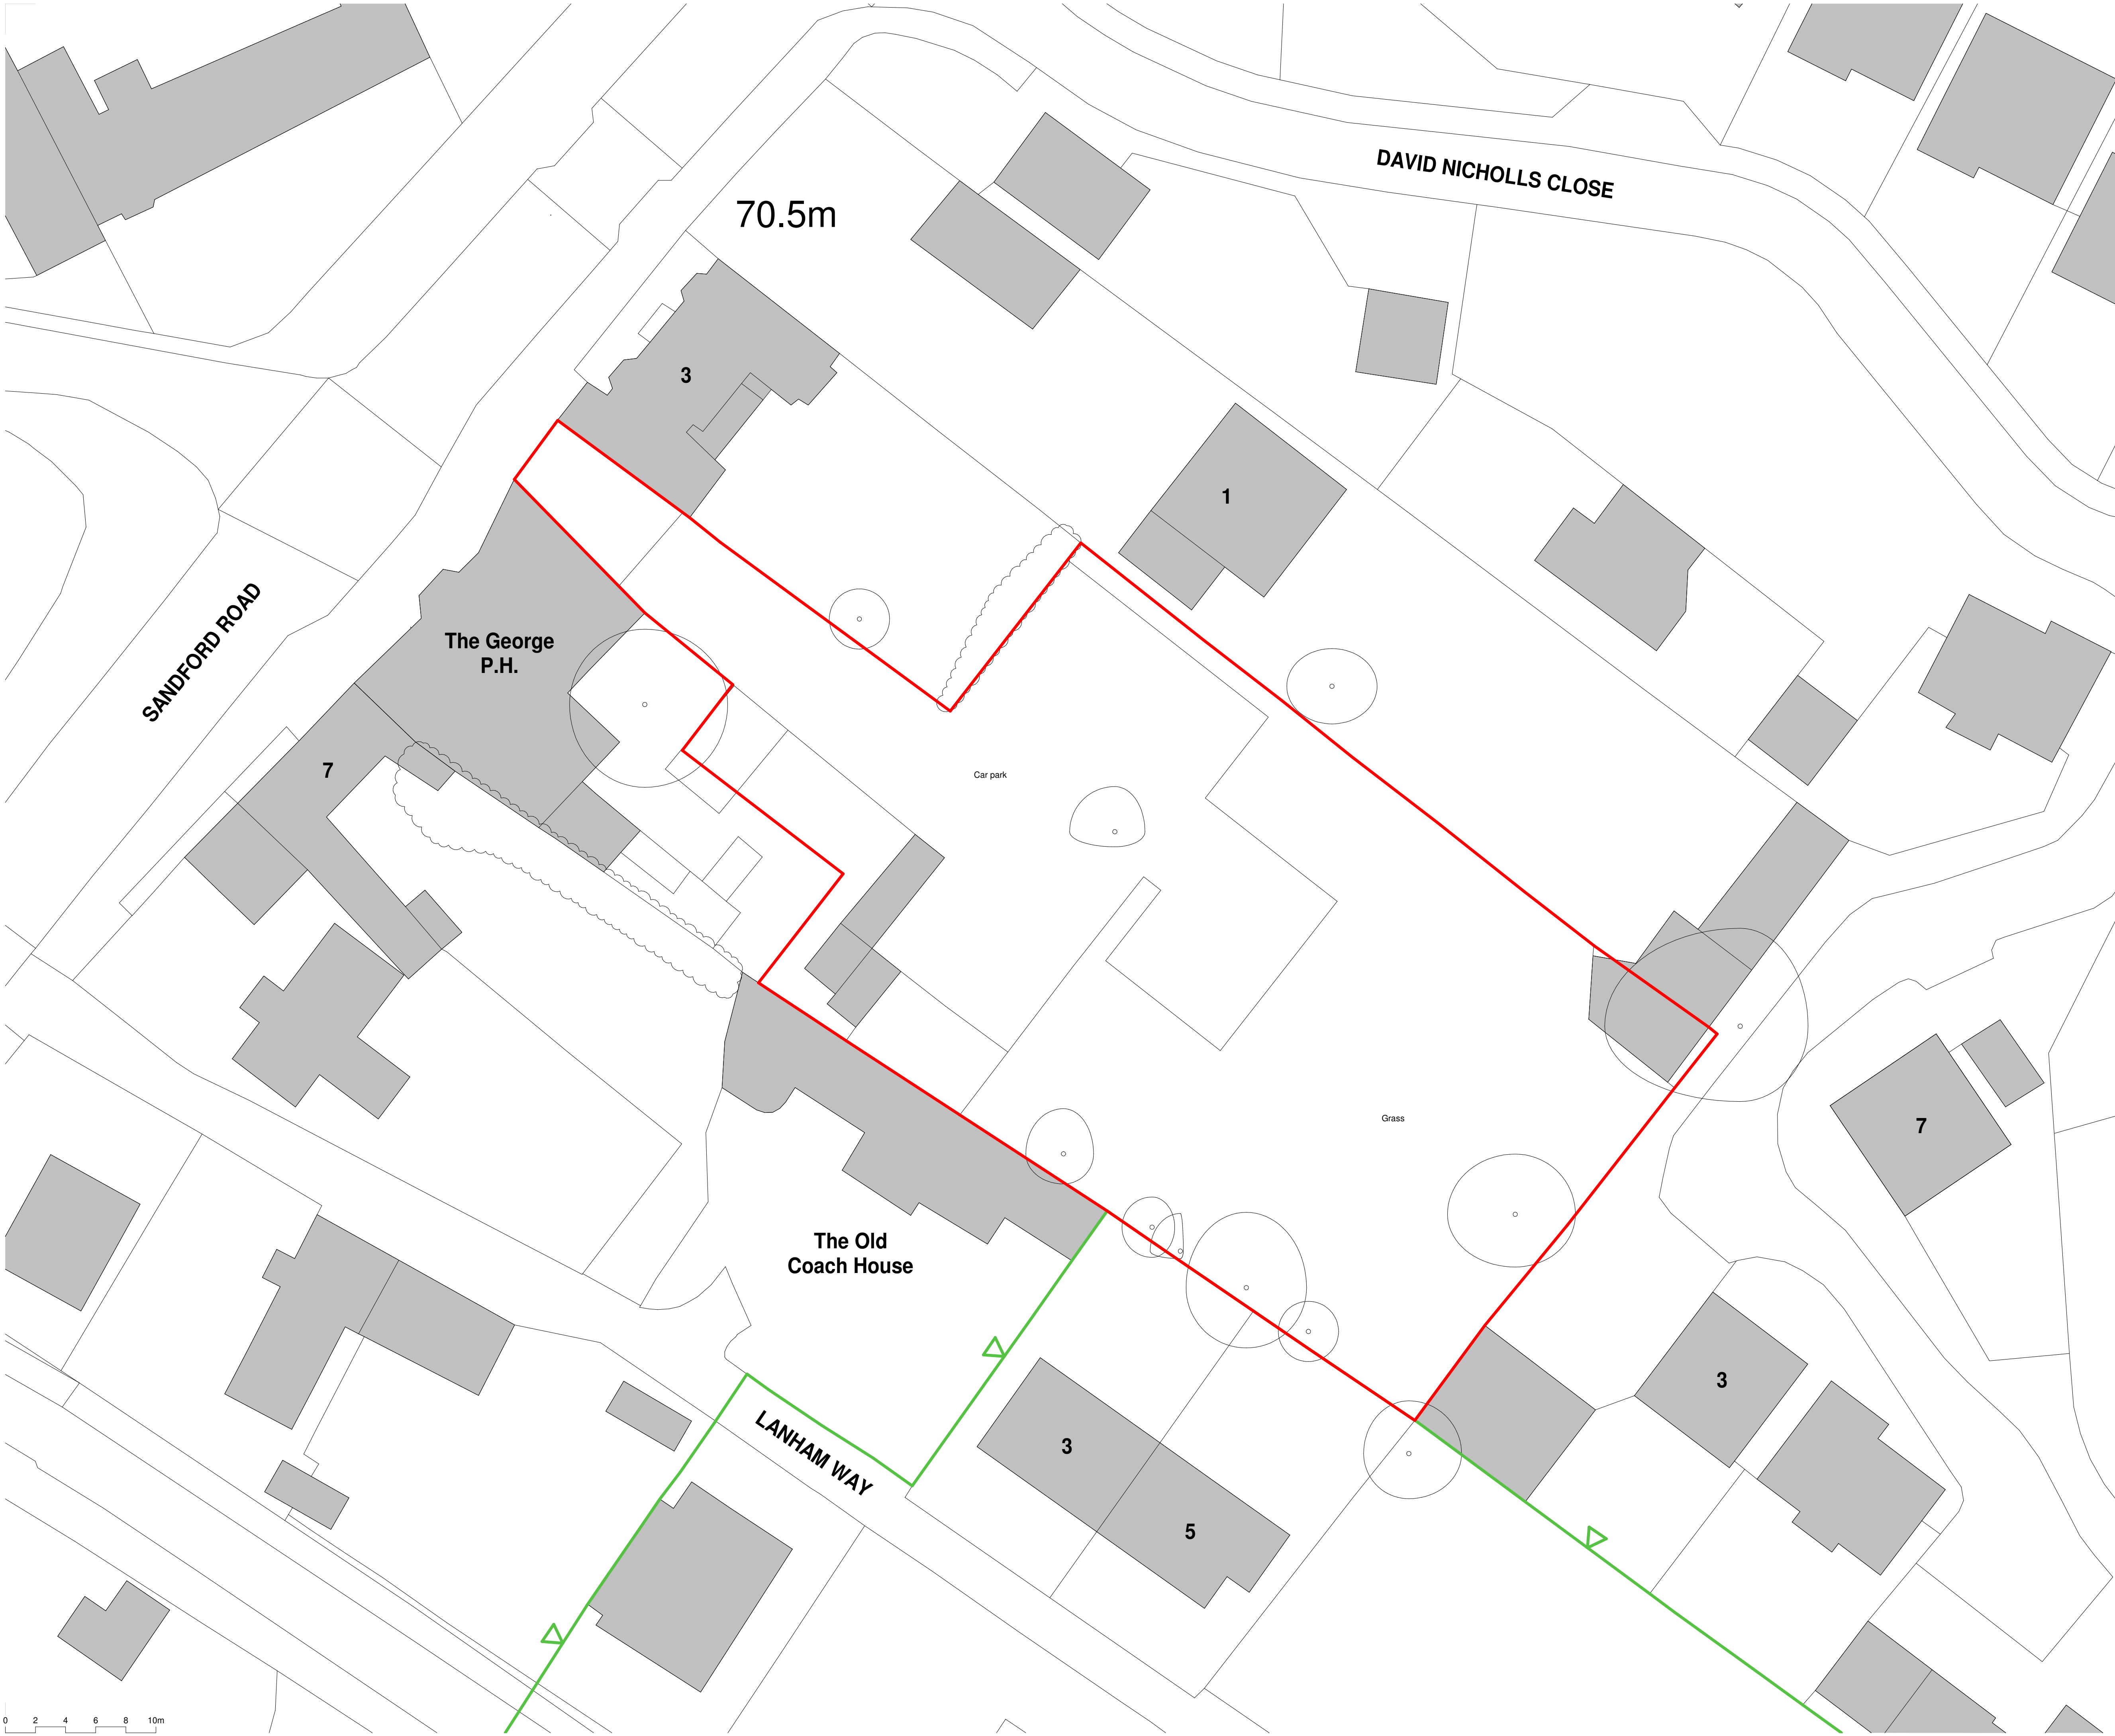 DAVID NICHOLLS CLOSE
70.5m
3
1
SANDFORD ROAD
The George
P.H.
7
Car park
Grass
7
The Old
Coach House
3
LANHAM WAY
3
5
0 2 4 6 8 10m